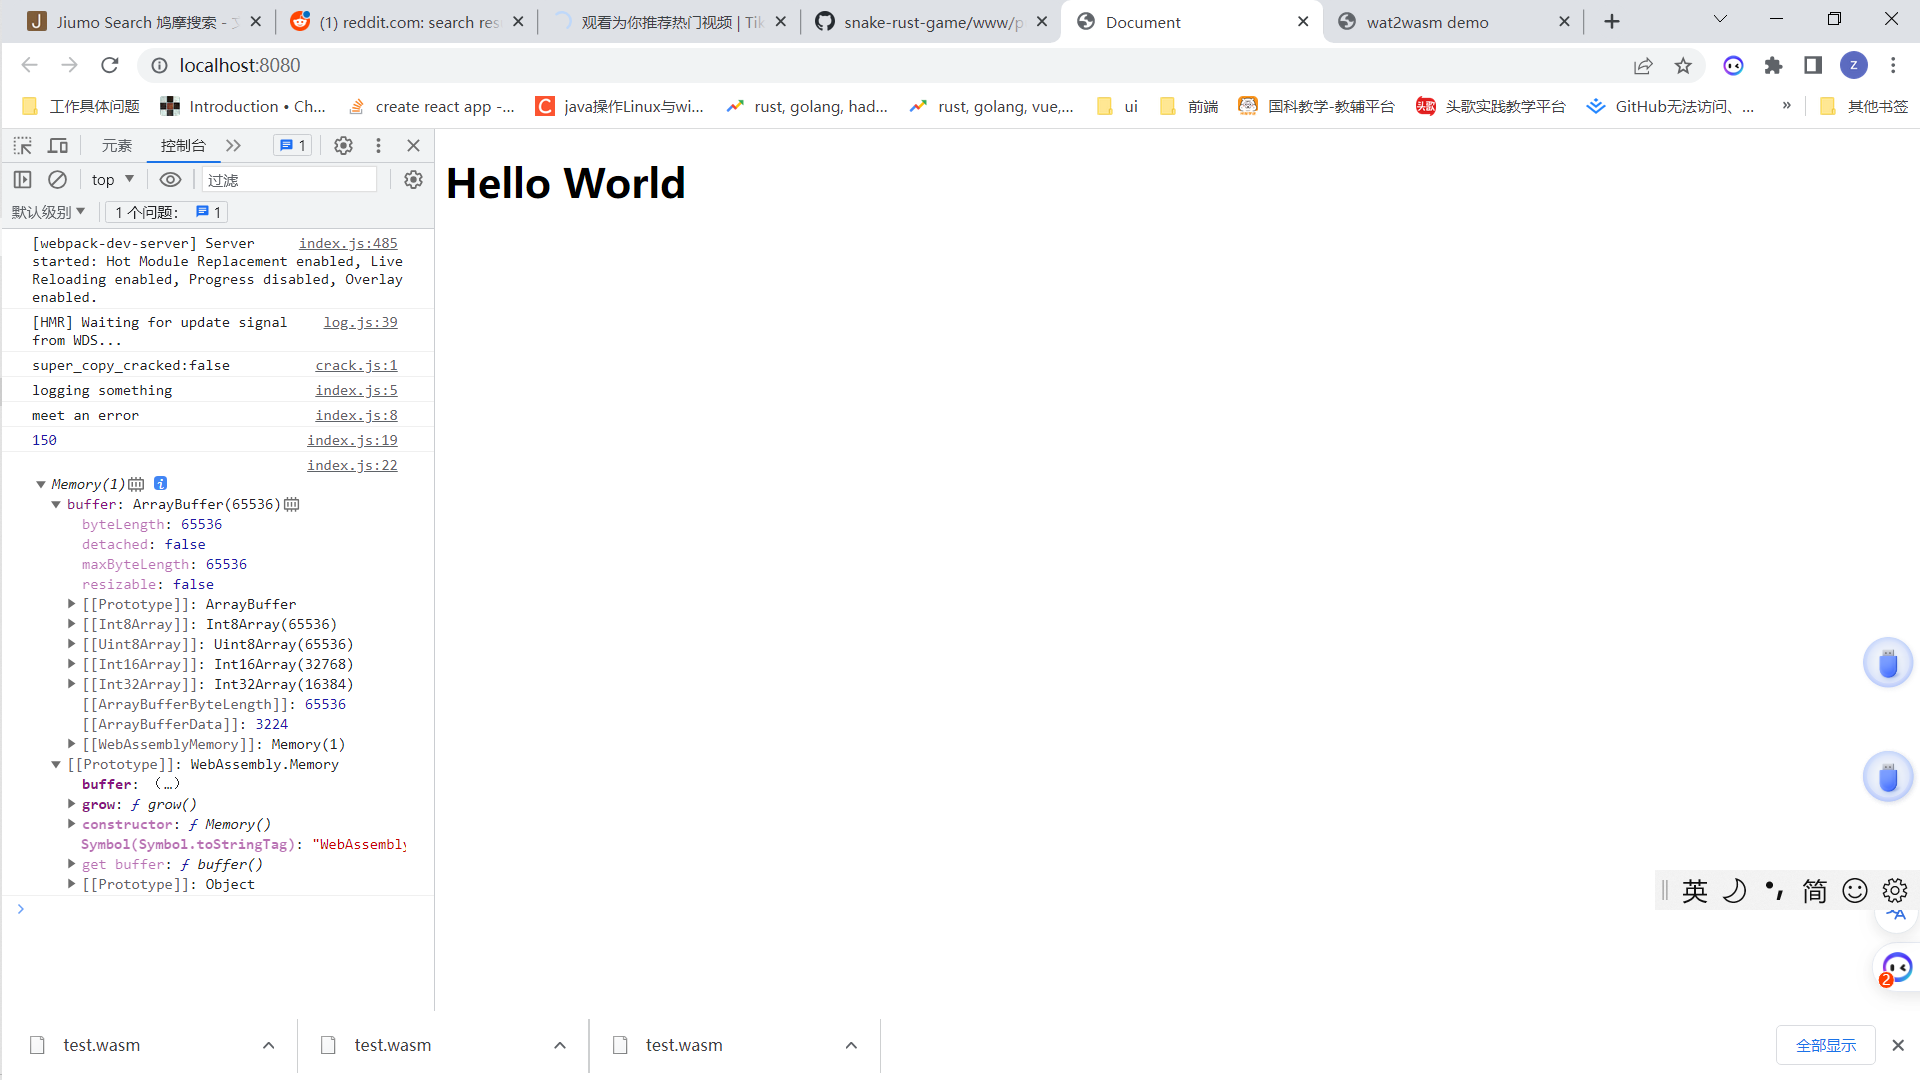 Jiumo Search 鸠摩搜索 -
(1) reddit.com: search res
观看为你推荐热门视频 | Tik
snake-rust-game/www/p
Document
wat2wasm demo
localhost:8080
z
工作具体问题
Introduction • Ch...
create react app -...
C java操作Linux与wi...
rust, golang, had...
rust, golang, vue,...
ui
前端
国科教学-教辅平台
头歌 头歌实践教学平台
GitHub无法访问、...
»
其他书签
元素
控制台
1
top
过滤
默认级别
1 个问题: 1
[webpack-dev-server] Server index.js:485
started: Hot Module Replacement enabled, Live
Reloading enabled, Progress disabled, Overlay
enabled.
[HMR] Waiting for update signal log.js:39
from WDS...
super_copy_cracked:false crack.js:1
logging something index.js:5
meet an error index.js:8
150 index.js:19
index.js:22
Memory(1) i
buffer: ArrayBuffer(65536)
byteLength: 65536
detached: false
maxByteLength: 65536
resizable: false
[[Prototype]]: ArrayBuffer
[[Int8Array]]: Int8Array(65536)
[[Uint8Array]]: Uint8Array(65536)
[[Int16Array]]: Int16Array(32768)
[[Int32Array]]: Int32Array(16384)
[[ArrayBufferByteLength]]: 65536
[[ArrayBufferData]]: 3224
[[WebAssemblyMemory]]: Memory(1)
[[Prototype]]: WebAssembly.Memory
buffer: (…)
grow: ƒ grow()
constructor: ƒ Memory()
Symbol(Symbol.toStringTag): "WebAssembly
get buffer: ƒ buffer()
[[Prototype]]: Object
Hello World
英
简
2
test.wasm
test.wasm
test.wasm
全部显示